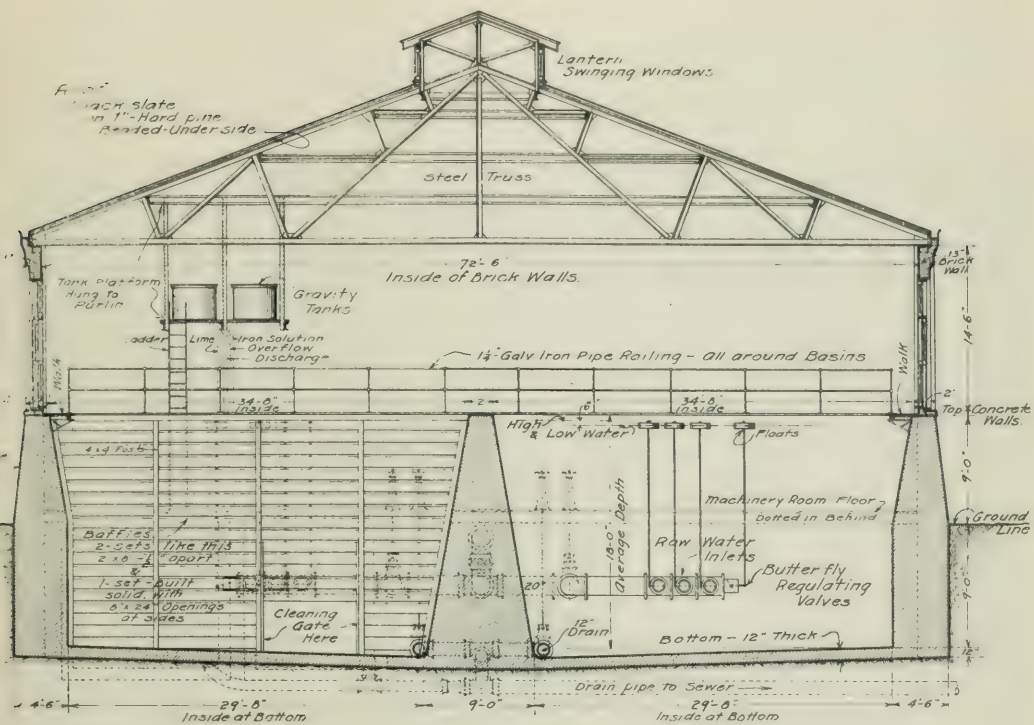 Lantern
Swinging Windows
slate
1"-Hard pine
Beaded-Underside
Steel Truss
72'-6"
Inside of Brick Walls.
13"
Brick
Wall
Tank Platform
Hung to
Purlin
Gravity
Tanks
Ladder
Lime
Iron Solution
Overflow
Discharge
14'-6"
1¼" Galv Iron Pipe Railing - all around Basins
Walk
Walk
34'-8"
inside
2'
34'-8"
inside
6"
2"
Top
Concrete
Walls.
High
&
Low Water
Floats
4x4 Posts
9'-0"
Machinery Room Floor
Dotted in Behind
Ground
Line
Baffles
2-Sets like this
apart
&
1-set-Built
solid with
8"x24" Openings
at sides
18'-0"
average Depth
Raw Water
Inlets
20"
Butterfly
Regulating
Valves
9'-0"
Cleaning
Gate
Here
12"
Drain
Bottom - 12" Thick
12"
Drain pipe to Sewer
4'-6"
29'-8"
Inside at Bottom
9'-0"
29'-8"
Inside at Bottom
4'-6"